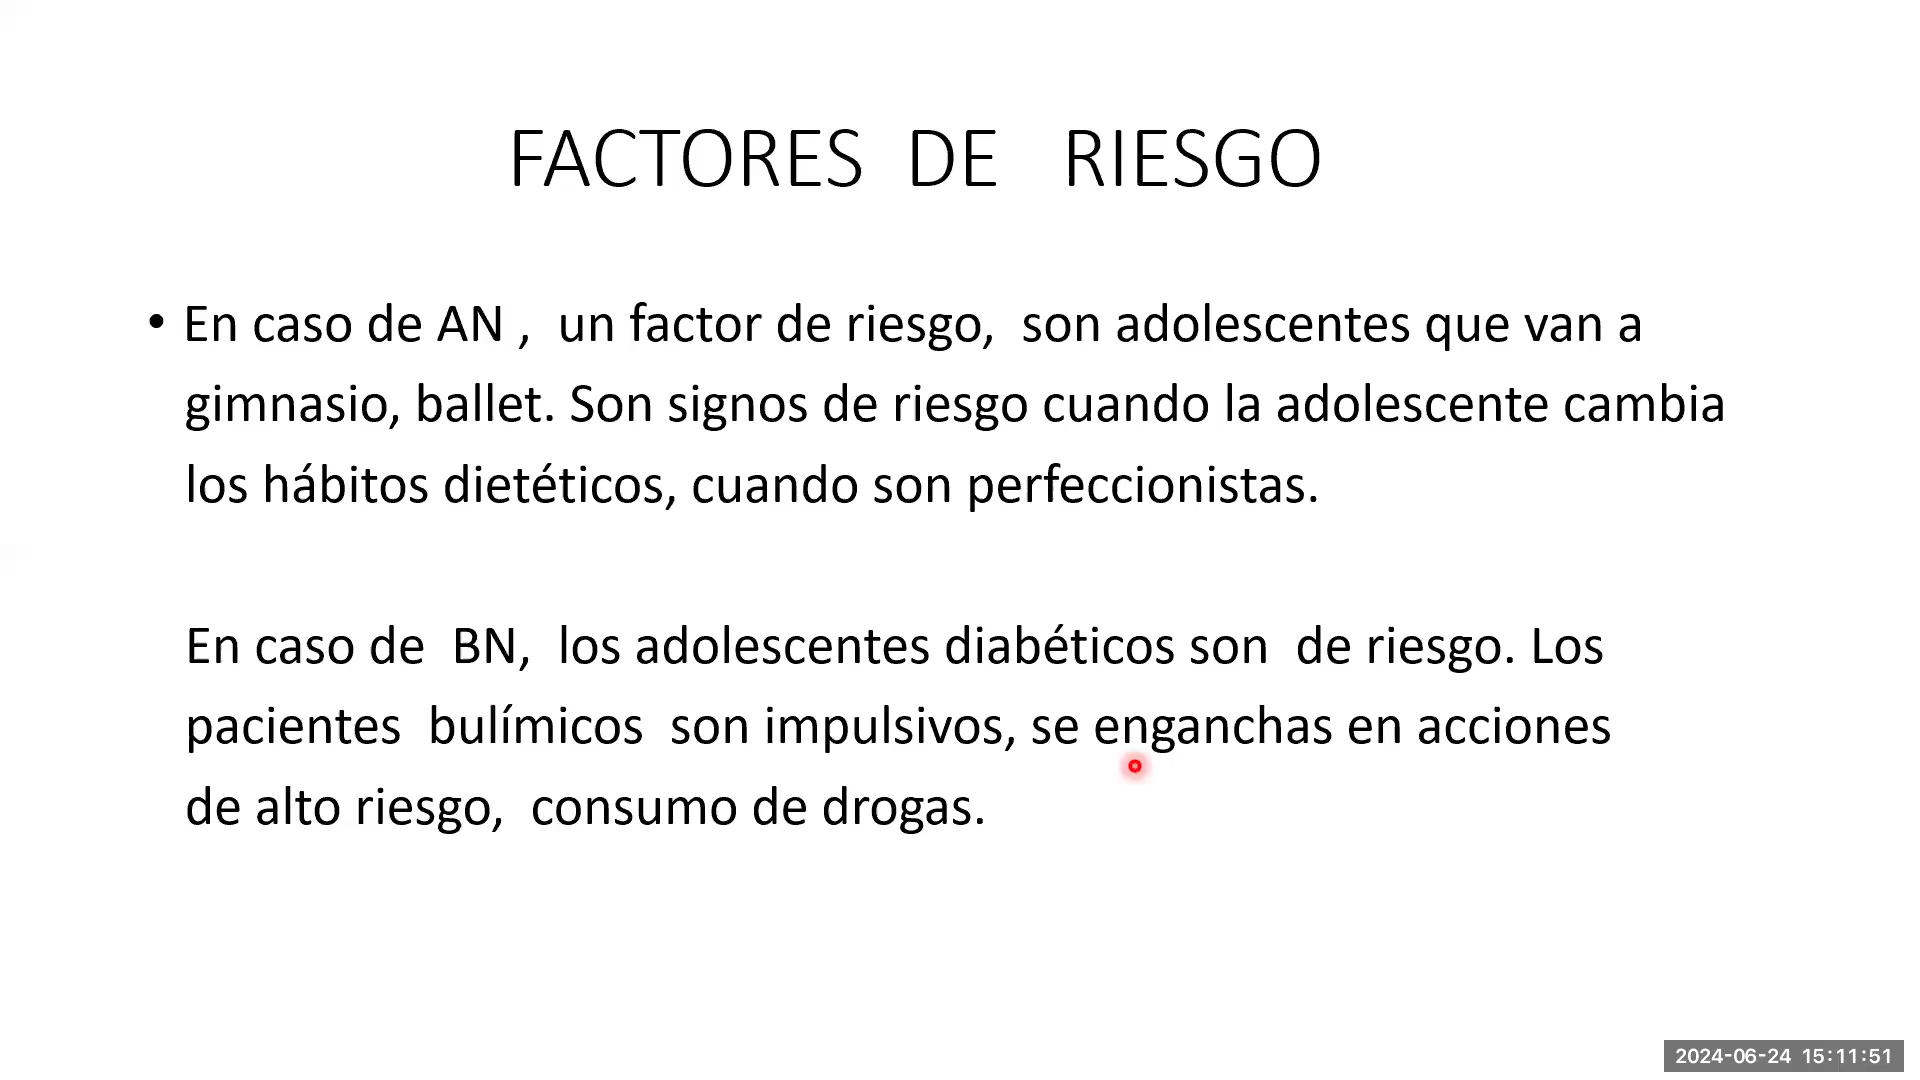 FACTORES DE RIESGO
• En caso de AN , un factor de riesgo, son adolescentes que van a
gimnasio, ballet. Son signos de riesgo cuando la adolescente cambia
los hábitos dietéticos, cuando son perfeccionistas.
En caso de BN, los adolescentes diabéticos son de riesgo. Los
pacientes bulímicos son impulsivos, se enganchas en acciones
de alto riesgo, consumo de drogas.
2024-06-24 15:11:51